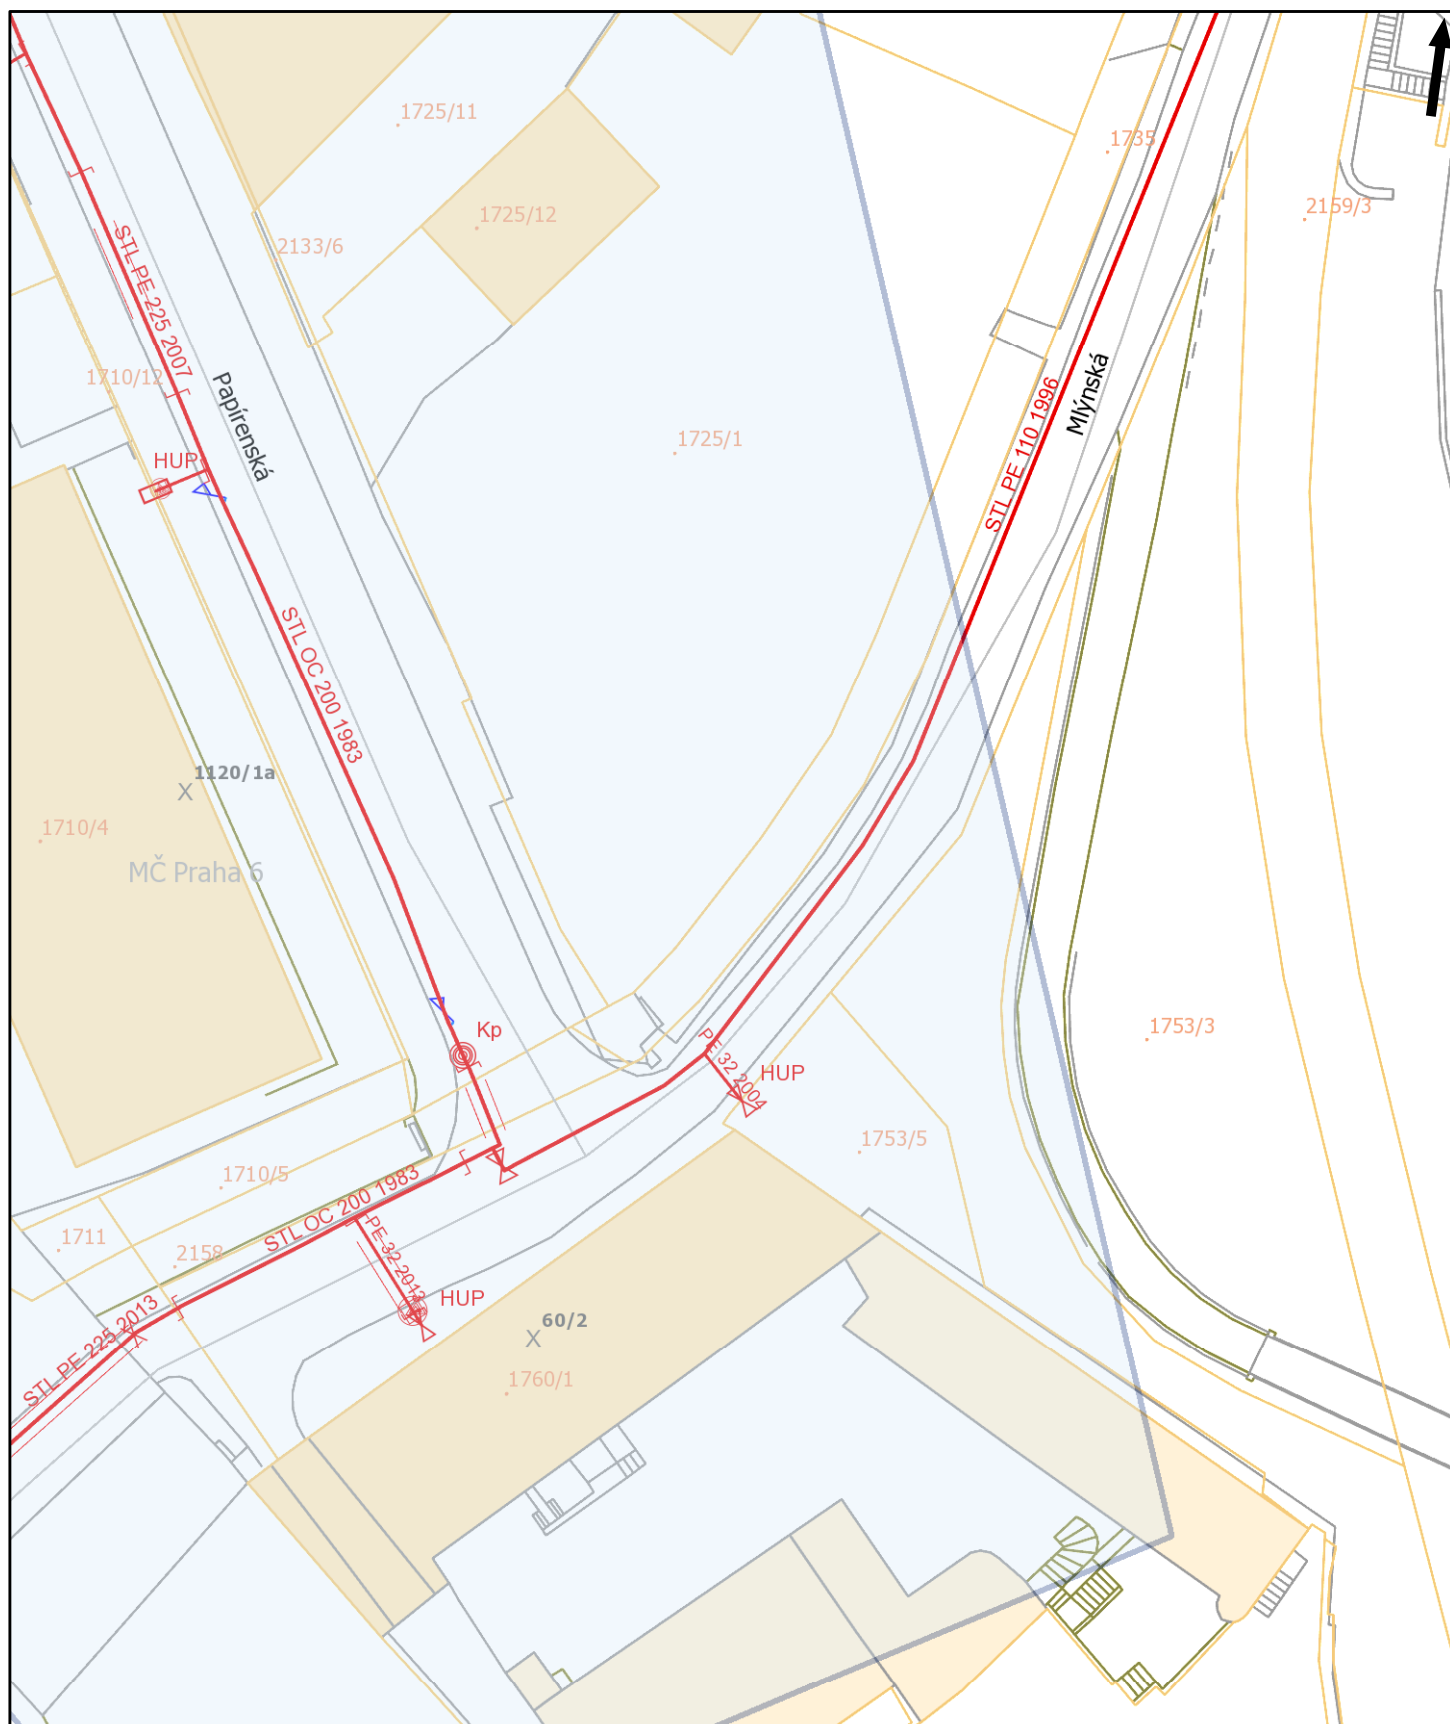 1725/11
1735
1725/12
2159/3
2133/6
STL PE 225 2007
1710/12
Papírenská
STL PE 110 1996
Mlýnská
1725/1
HUP
STL OC 200 1983
1120/1a
1710/4
MČ Praha 6
Kp
1753/3
PE 32 2004
HUP
1753/5
1710/5
STL OC 200 1983
1711
2158
PE 32 2013
HUP
STL PE 225 2013
60/2
1760/1